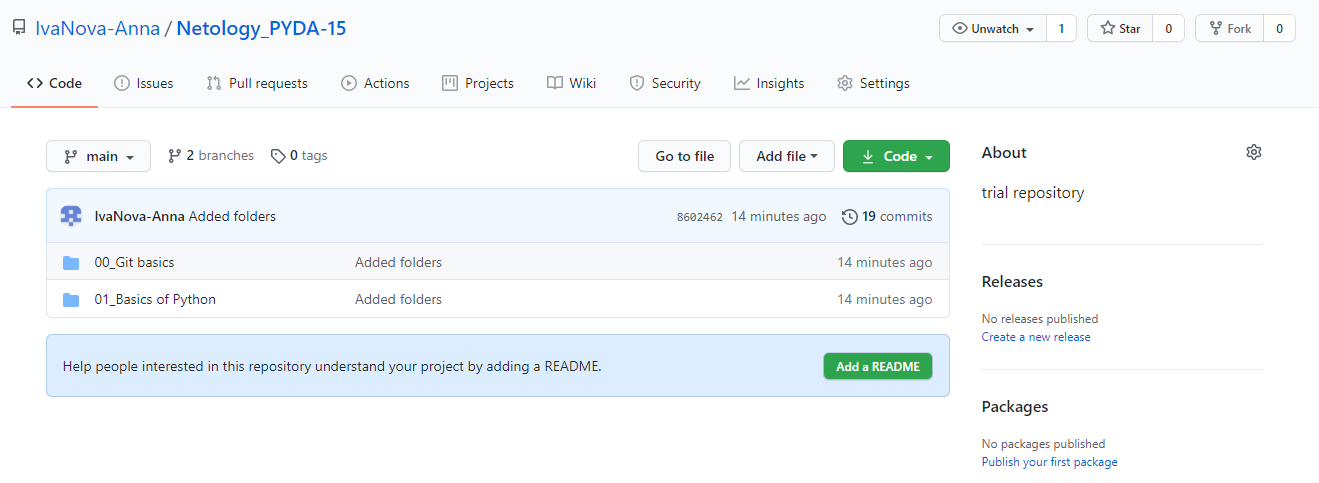 IvaNova-Anna / Netology_PYDA-15
Unwatch 1 Star 0 Fork 0
Code Issues Pull requests Actions Projects Wiki Security Insights Settings
main 2 branches 0 tags Go to file Add file Code
IvaNova-Anna Added folders 8602462 14 minutes ago 19 commits
00_Git basics Added folders 14 minutes ago
01_Basics of Python Added folders 14 minutes ago
Help people interested in this repository understand your project by adding a README. Add a README
About
trial repository
Releases
No releases published
Create a new release
Packages
No packages published
Publish your first package